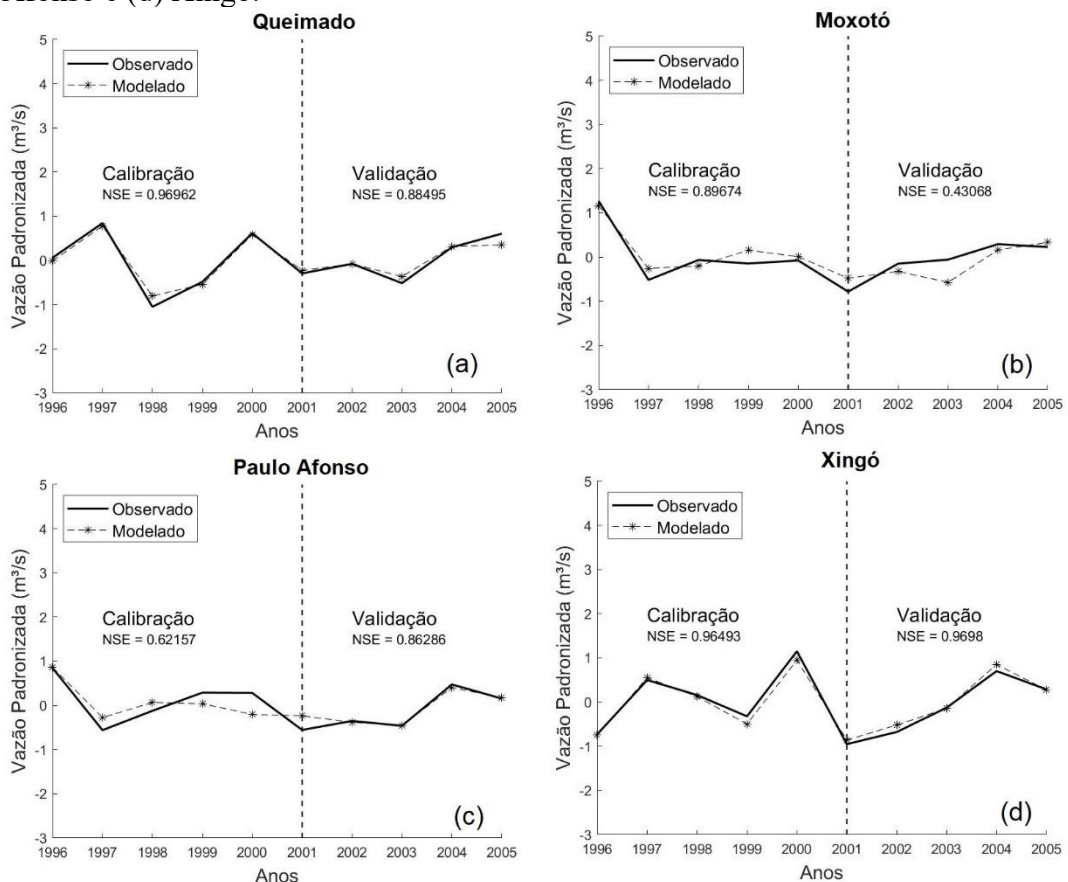 Queimado
5
4
3
2
1
0
-1
-2
-3
Vazão Padronizada (m³/s)
Observado
Modelado
Calibração
NSE = 0.96962
Validação
NSE = 0.88495
(a)
1996 1997 1998 1999 2000 2001 2002 2003 2004 2005
Anos
Moxotó
5
4
3
2
1
0
-1
-2
-3
Vazão Padronizada (m³/s)
Observado
Modelado
Calibração
NSE = 0.89674
Validação
NSE = 0.43068
(b)
1996 1997 1998 1999 2000 2001 2002 2003 2004 2005
Anos
Paulo Afonso
5
4
3
2
1
0
-1
-2
-3
Vazão Padronizada (m³/s)
Observado
Modelado
Calibração
NSE = 0.62157
Validação
NSE = 0.86286
(c)
1996 1997 1998 1999 2000 2001 2002 2003 2004 2005
Anos
Xingó
5
4
3
2
1
0
-1
-2
-3
Vazão Padronizada (m³/s)
Observado
Modelado
Calibração
NSE = 0.96493
Validação
NSE = 0.9698
(d)
1996 1997 1998 1999 2000 2001 2002 2003 2004 2005
Anos